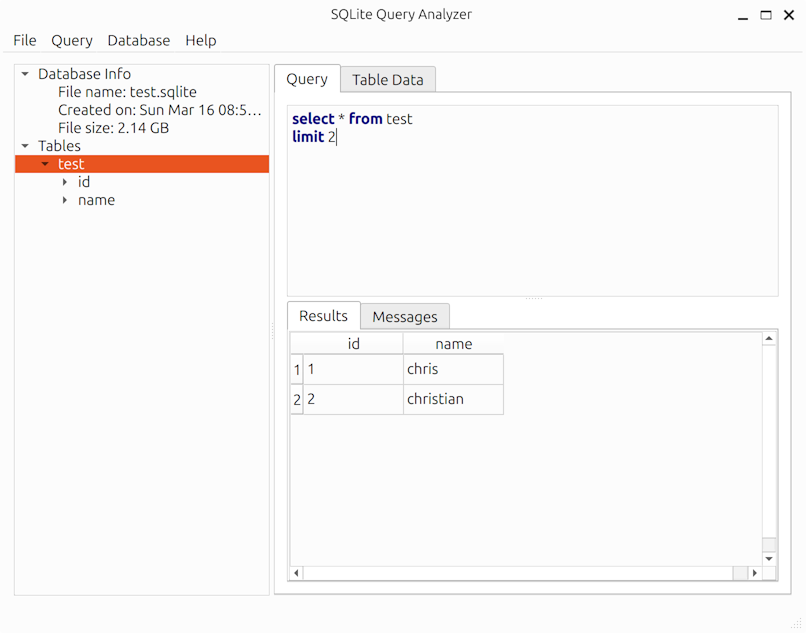 SQLite Query Analyzer
File Query Database Help
Database Info
File name: test.sqlite
Created on: Sun Mar 16 08:5...
File size: 2.14 GB
Tables
test
id
name
Query Table Data
select * from test
limit 2
Results Messages
id name
1 1 chris
2 2 christian